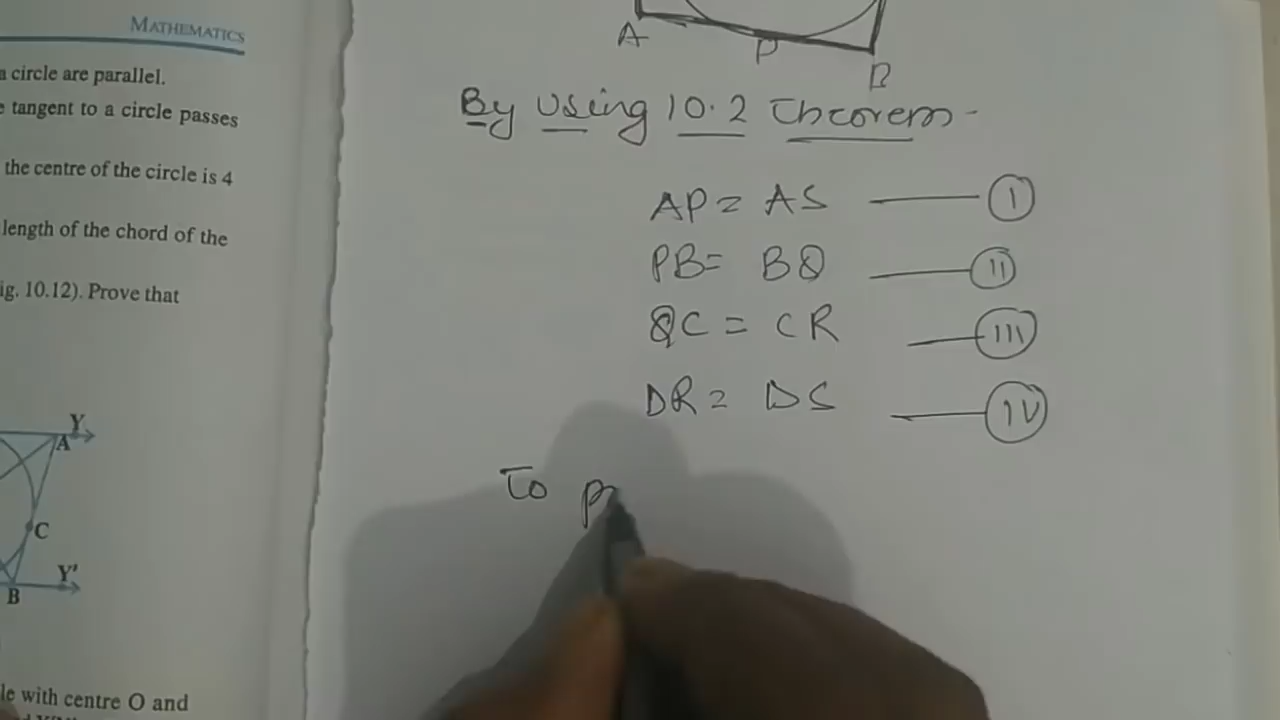 MATHEMATICS
a circle are parallel.
tangent to a circle passes
the centre of the circle is 4
length of the chord of the
ig. 10.12). Prove that
Y
A
C
Y'
B
le with centre O and
A
P
B
By using 10.2 Theorem-
AP = AS — I
PB = BQ — II
QC = CR — III
DR = DS — IV
To